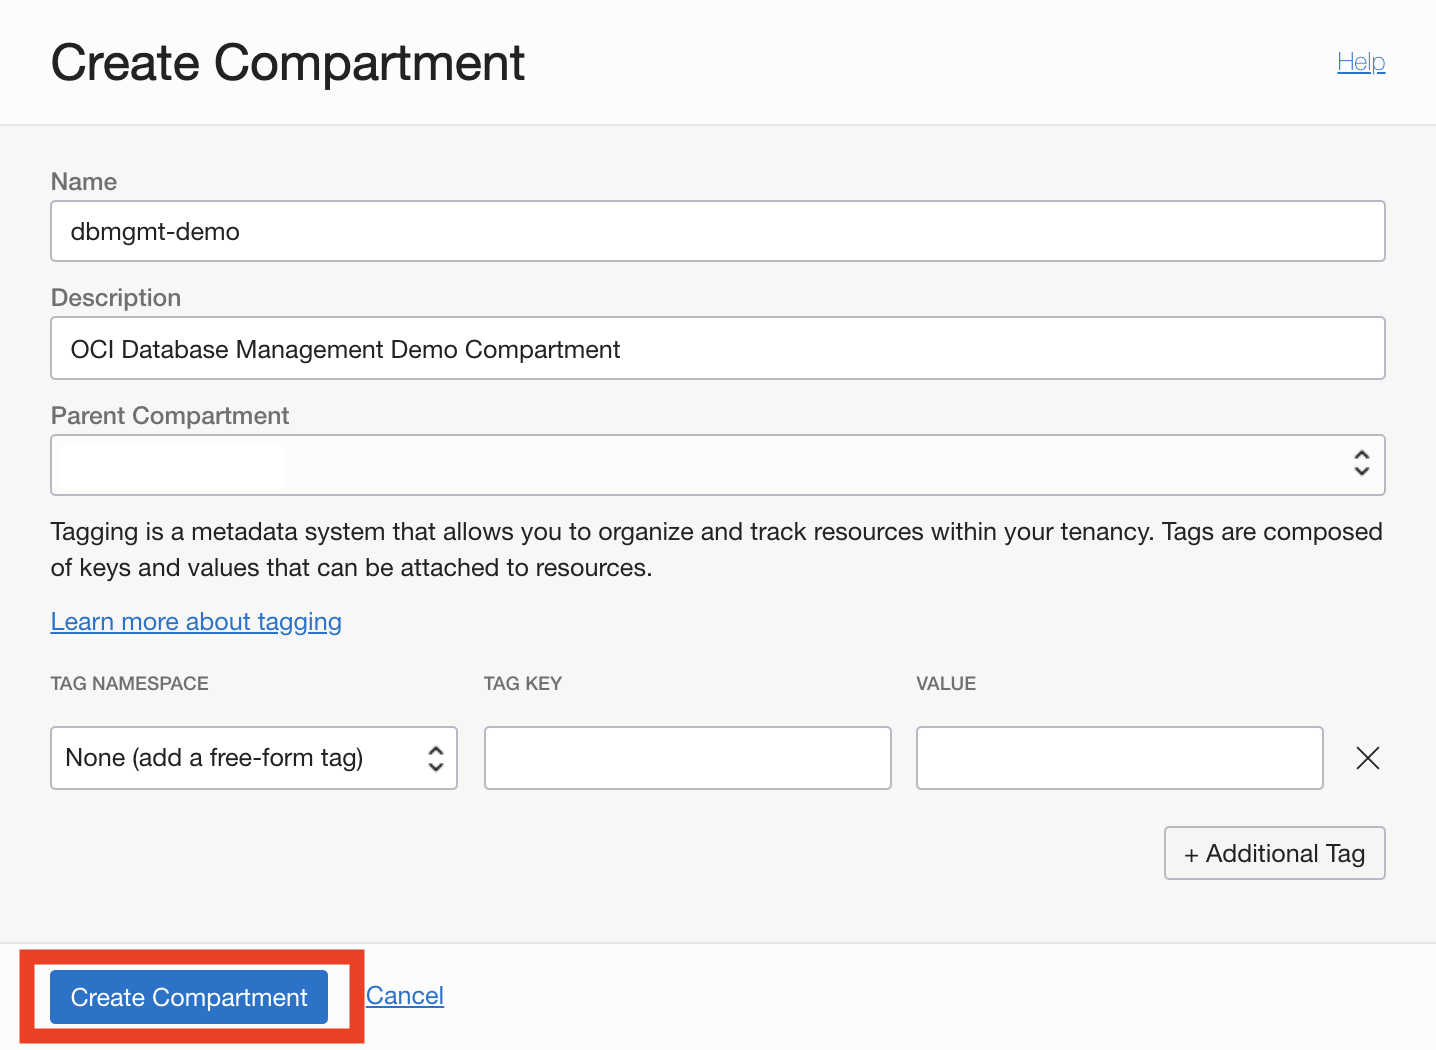 Create Compartment
Help
Name
dbmgmt-demo
Description
OCI Database Management Demo Compartment
Parent Compartment
Tagging is a metadata system that allows you to organize and track resources within your tenancy. Tags are composed
of keys and values that can be attached to resources.
Learn more about tagging
TAG NAMESPACE
TAG KEY
VALUE
None (add a free-form tag)
+ Additional Tag
Create Compartment
Cancel